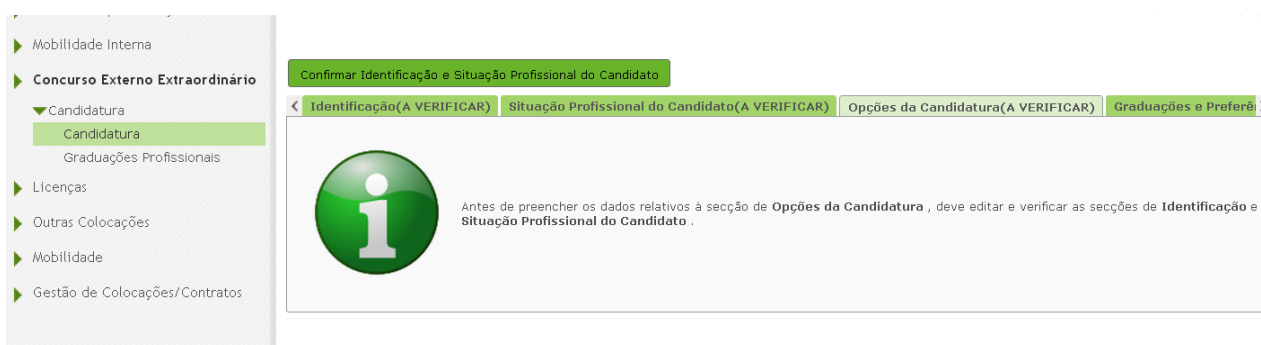 Mobilidade Interna
Concurso Externo Extraordinário
Candidatura
Candidatura
Graduações Profissionais
Licenças
Outras Colocações
Mobilidade
Gestão de Colocações/Contratos
Confirmar Identificação e Situação Profissional do Candidato
Identificação(A VERIFICAR) Situação Profissional do Candidato(A VERIFICAR) Opções da Candidatura(A VERIFICAR) Graduações e
Antes de preencher os dados relativos à secção de Opções da Candidatura , deve editar e verificar as secções de Identificação e
Situação Profissional do Candidato .